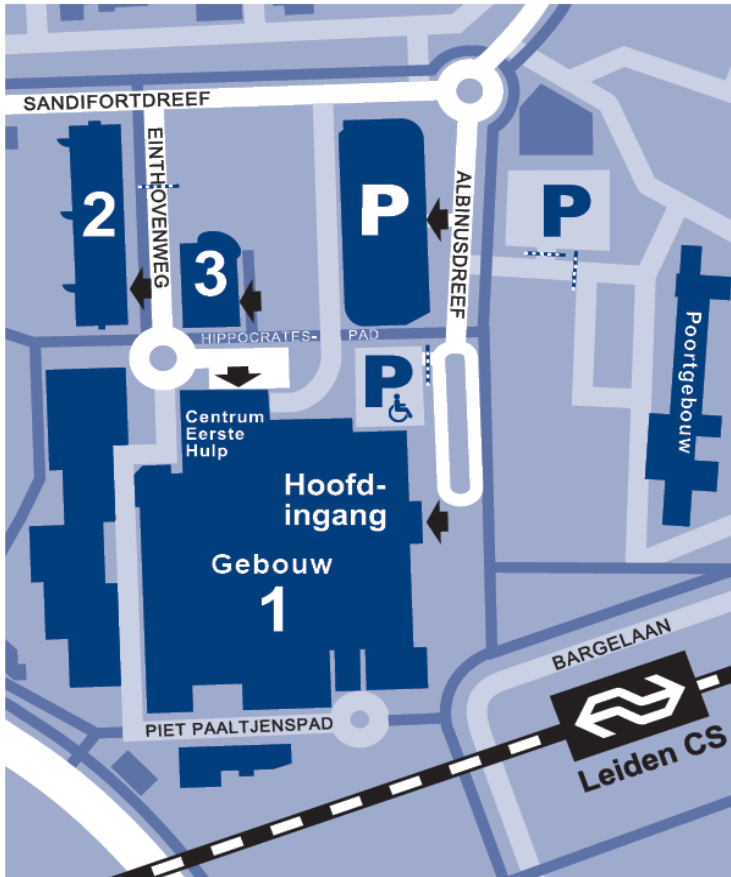 SANDIFORTDREEF
EINTHOVENWEG
2
3
P
ALBINUSDREEF
P
HIPPOCRATES-
PAD
P
Poortgebouw
Centrum
Eerste
Hulp
Hoofd-
ingang
Gebouw
1
BARGELAAN
PIET PAALTJENSPAD
Leiden CS